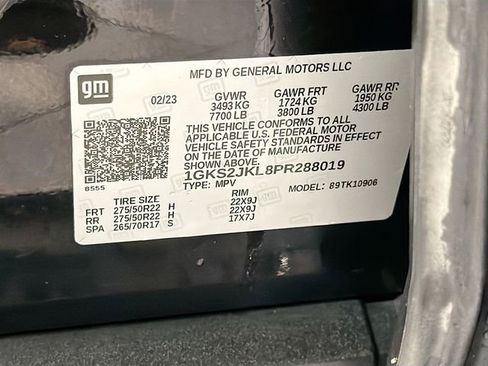 gm
MFD BY GENERAL MOTORS LLC
02/23 GVWR GAWR FRT GAWR RR
3493 KG 1724 KG 1950 KG
7700 LB 3800 LB 4300 LB
THIS VEHICLE CONFORMS TO ALL
APPLICABLE U.S. FEDERAL MOTOR
VEHICLE SAFETY STANDARDS IN EFFECT
ON THE DATE OF MANUFACTURE
SHOWN ABOVE.
1GKS2JKL8PR288019
8555 TYPE: MPV MODEL: 89TK10906
TIRE SIZE RIM
FRT 275/50R22 H 22X9J
RR 275/50R22 H 22X9J
SPA 265/70R17 S 17X7J